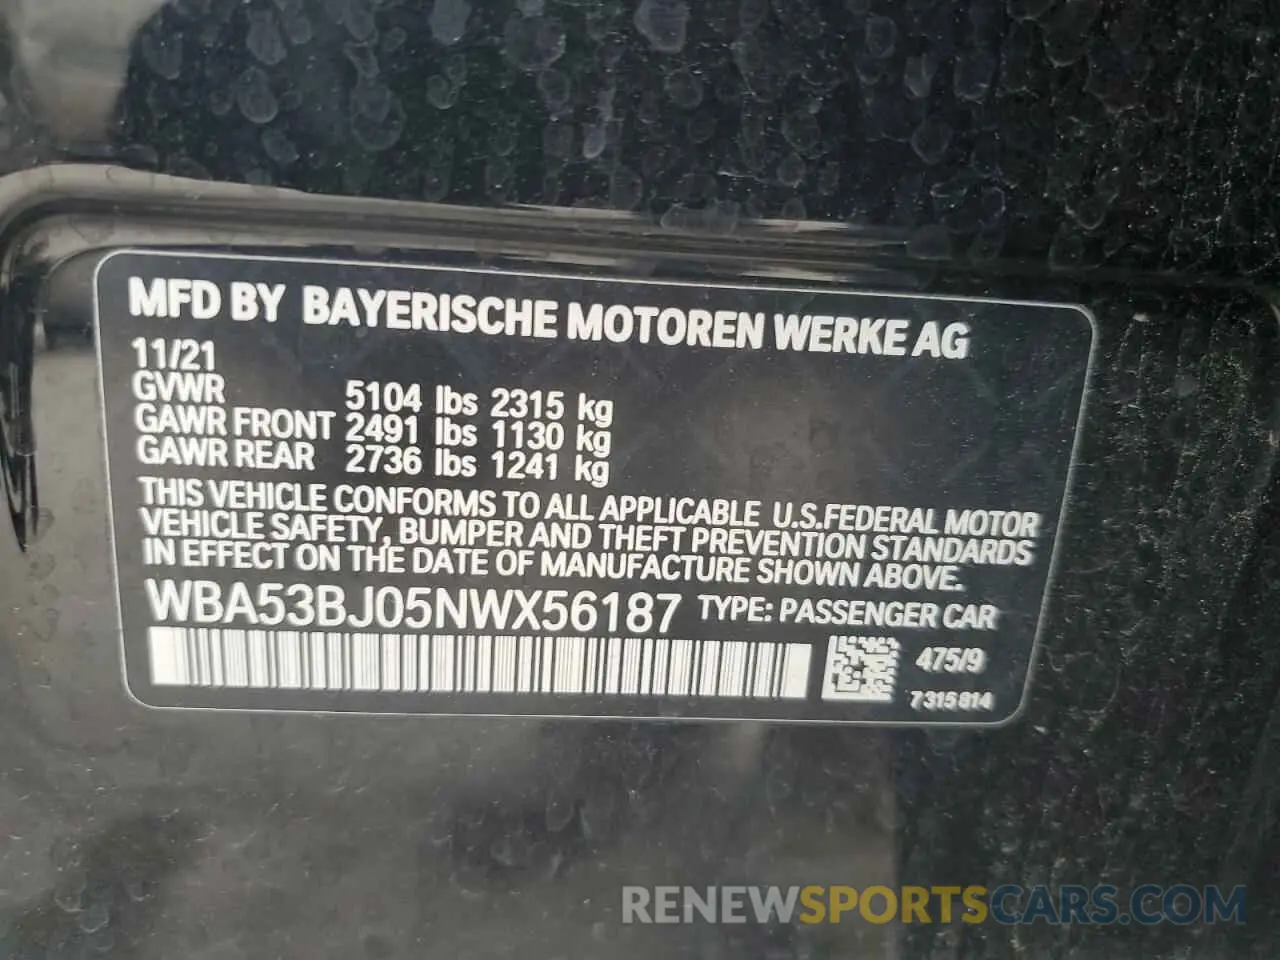 MFD BY BAYERISCHE MOTOREN WERKE AG
11/21
GVWR 5104 lbs 2315 kg
GAWR FRONT 2491 lbs 1130 kg
GAWR REAR 2736 lbs 1241 kg
THIS VEHICLE CONFORMS TO ALL APPLICABLE U.S.FEDERAL MOTOR
VEHICLE SAFETY, BUMPER AND THEFT PREVENTION STANDARDS
IN EFFECT ON THE DATE OF MANUFACTURE SHOWN ABOVE.
WBA53BJ05NWX56187 TYPE: PASSENGER CAR
475/9
7315814
RENEWSPORTSCARS.COM